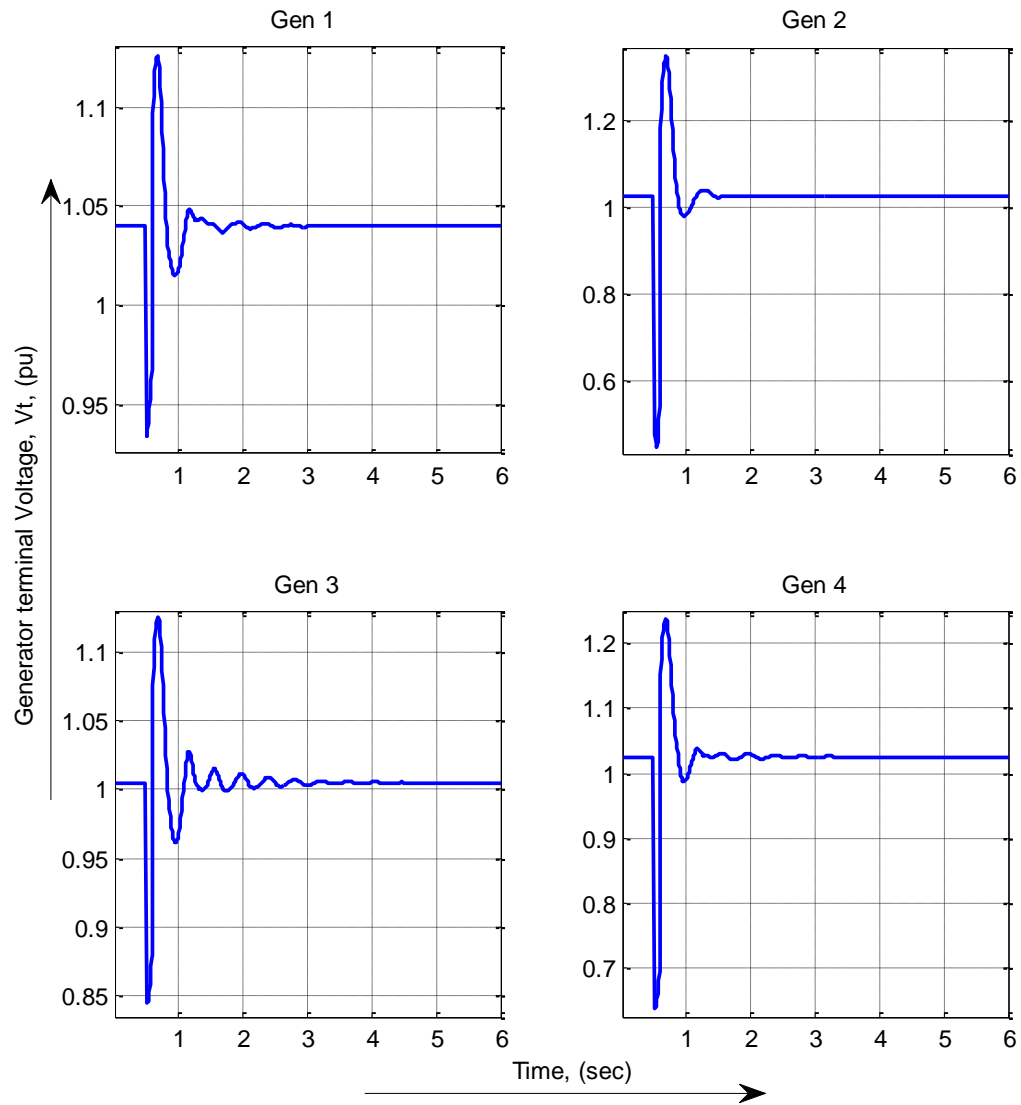 Gen 1
Gen 2
1.1
1.05
1
0.95
1 2 3 4 5 6
1.2
1
0.8
0.6
1 2 3 4 5 6
Generator terminal Voltage, Vt, (pu)
Gen 3
Gen 4
1.1
1.05
1
0.95
0.9
0.85
1 2 3 4 5 6
1.2
1.1
1
0.9
0.8
0.7
1 2 3 4 5 6
Time, (sec)